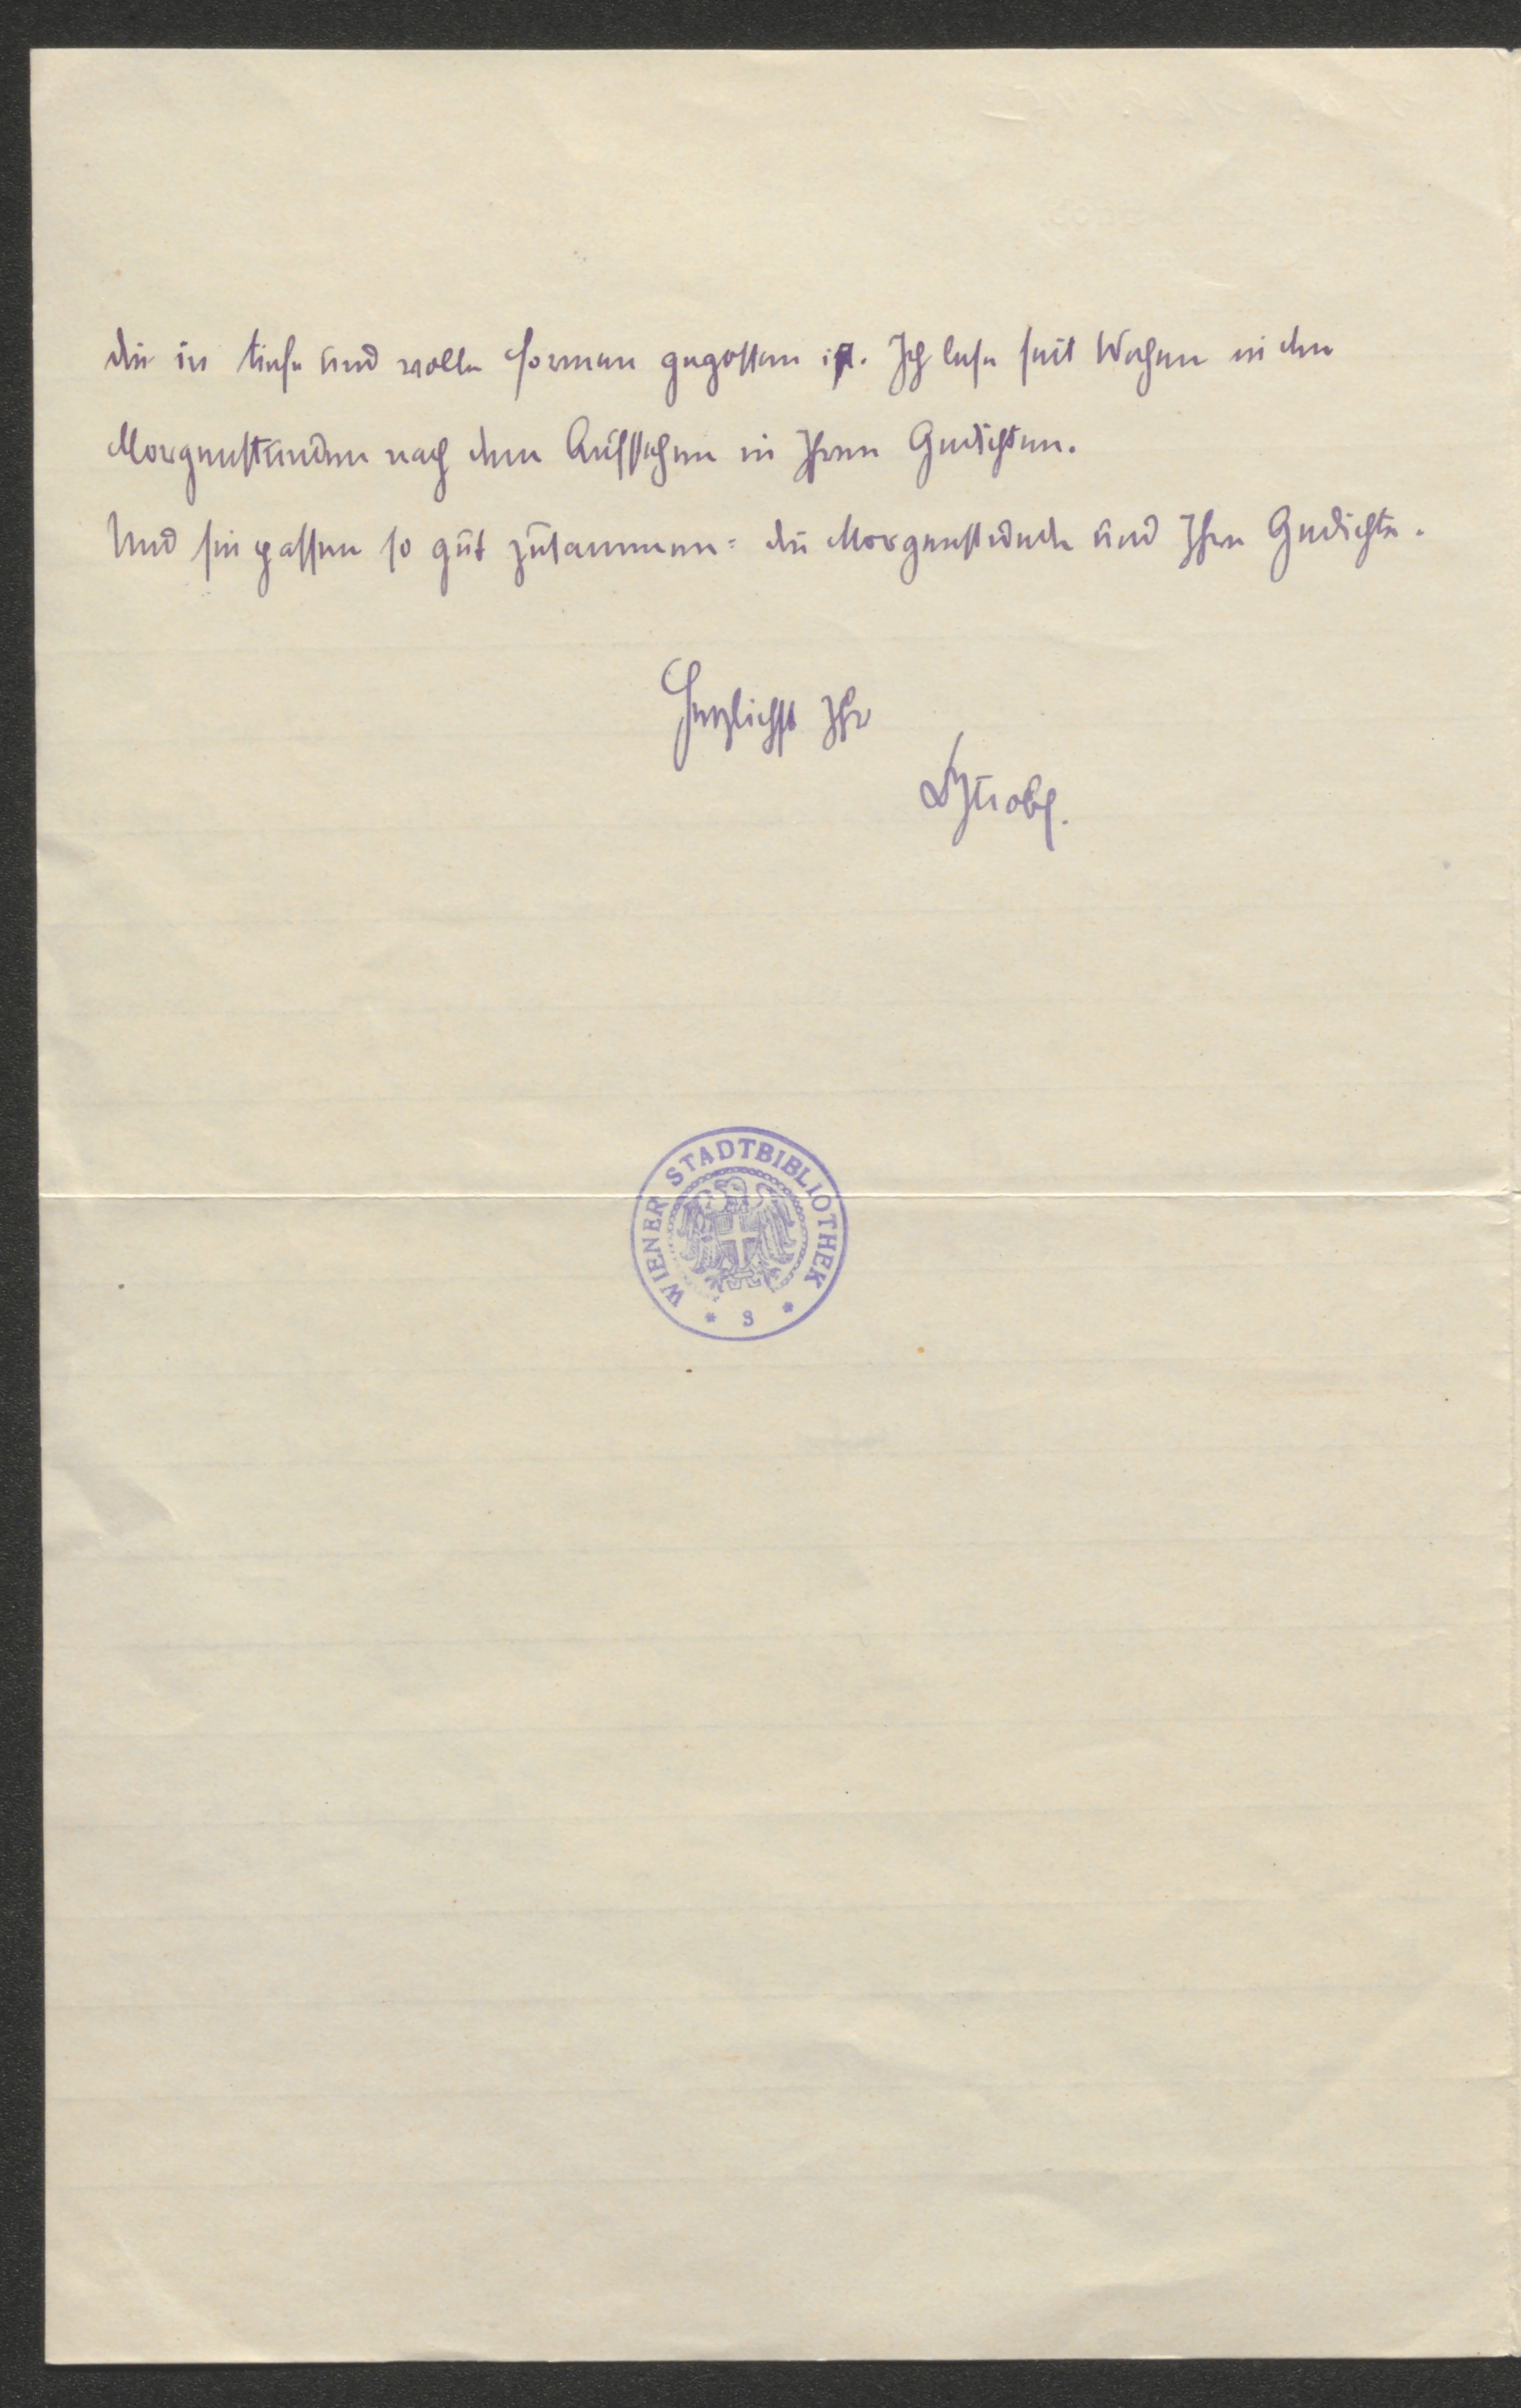 die in tiefe und volle Formen gegossen ist. Ich lese seit Wochen in den
Morgenstunden nach dem Aufstehen in Ihren Gedichten.
Und sie passen so gut zusammen: die Morgenstunde und Ihre Gedichte.
Herzlichst Ihr
Strobl.
WIENER STADTBIBLIOTHEK
* S *